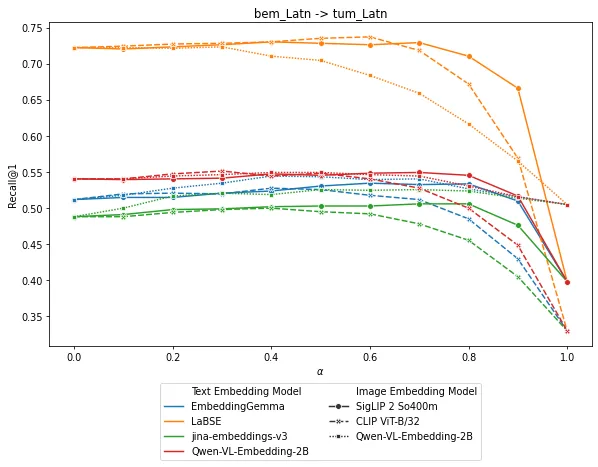 bem_Latn -> tum_Latn
Recall@1
0.75
0.70
0.65
0.60
0.55
0.50
0.45
0.40
0.35
0.0
0.2
0.4
0.6
0.8
1.0
α
Text Embedding Model
EmbeddingGemma
LaBSE
jina-embeddings-v3
Qwen-VL-Embedding-2B
Image Embedding Model
SigLIP 2 So400m
CLIP ViT-B/32
Qwen-VL-Embedding-2B